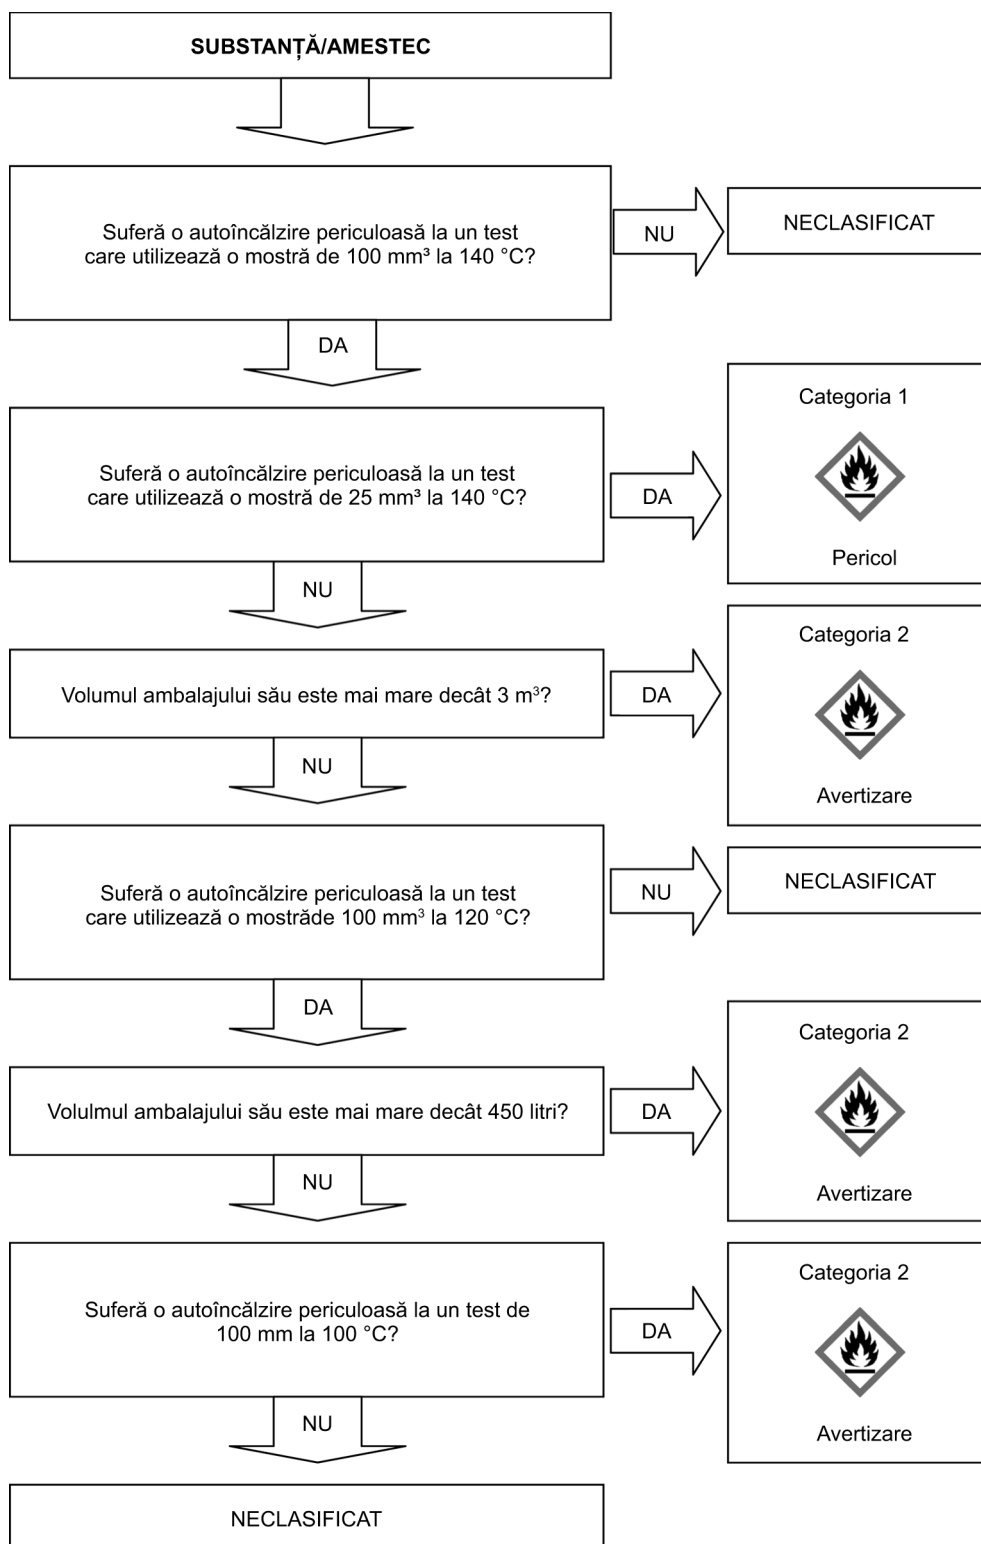 SUBSTANȚĂ/AMESTEC
Suferă o autoîncălzire periculoasă la un test
care utilizează o mostră de 100 mm³ la 140 °C?
NU
NECLASIFICAT
DA
Suferă o autoîncălzire periculoasă la un test
care utilizează o mostră de 25 mm³ la 140 °C?
DA
Categoria 1
Pericol
NU
Volumul ambalajului său este mai mare decât 3 m³?
DA
Categoria 2
Avertizare
NU
Suferă o autoîncălzire periculoasă la un test
care utilizează o mostrăde 100 mm³ la 120 °C?
NU
NECLASIFICAT
DA
Volulmul ambalajului său este mai mare decât 450 litri?
DA
Categoria 2
Avertizare
NU
Suferă o autoîncălzire periculoasă la un test de
100 mm la 100 °C?
DA
Categoria 2
Avertizare
NU
NECLASIFICAT